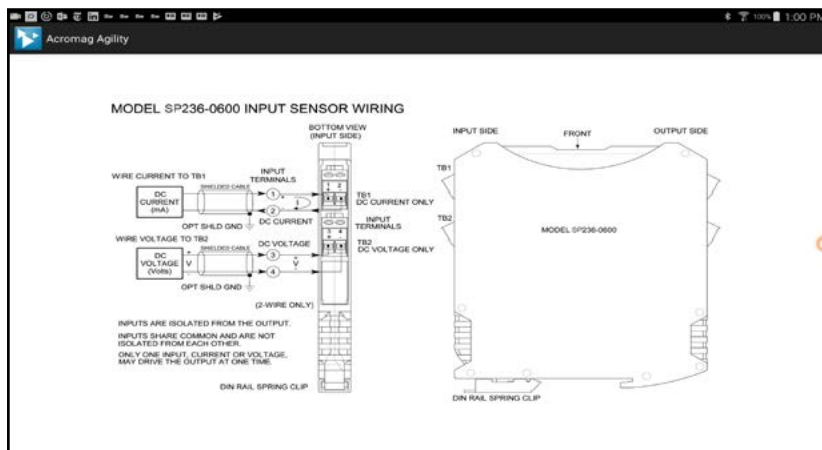 100%
1:00 PM
Acromag Agility
MODEL SP236-0600 INPUT SENSOR WIRING
BOTTOM VIEW
(INPUT SIDE)
INPUT SIDE
FRONT
OUTPUT SIDE
WIRE CURRENT TO TB1
INPUT
TERMINALS
TB1
DC
CURRENT
(mA)
SHIELDED CABLE
+
-
1
2
I
1 2
+ -
TB1
DC CURRENT ONLY
OPT SHLD GND
DC CURRENT
INPUT
TERMINALS
TB2
WIRE VOLTAGE TO TB2
SHIELDED CABLE
DC VOLTAGE
3 4
+ -
TB2
DC VOLTAGE ONLY
MODEL SP236-0600
DC
VOLTAGE
(Volts)
+
V
-
3
4
+
V
-
OPT SHLD GND
(2-WIRE ONLY)
INPUTS ARE ISOLATED FROM THE OUTPUT.
INPUTS SHARE COMMON AND ARE NOT
ISOLATED FROM EACH OTHER.
ONLY ONE INPUT, CURRENT OR VOLTAGE,
MAY DRIVE THE OUTPUT AT ONE TIME.
DIN RAIL SPRING CLIP
DIN RAIL SPRING CLIP